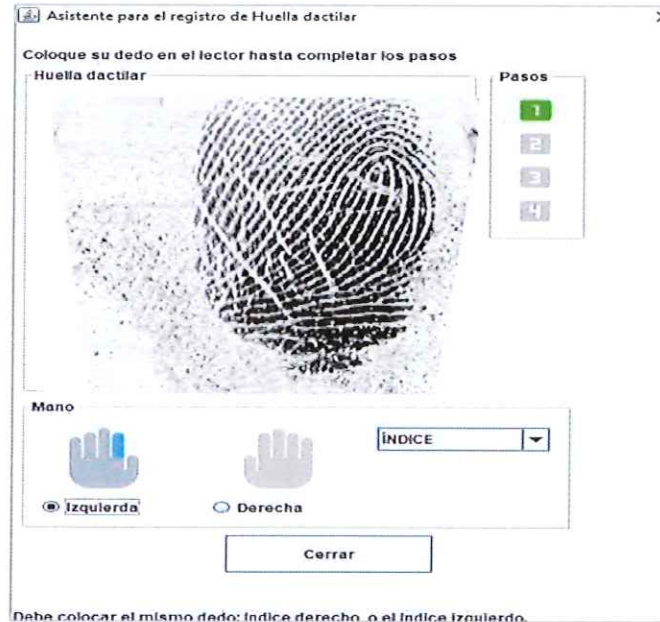 Asistente para el registro de Huella dactilar
Coloque su dedo en el lector hasta completar los pasos
Huella dactilar
Pasos
1
2
3
4
Mano
ÍNDICE
Izquierda
Derecha
Cerrar
Debe colocar el mismo dedo: índice derecho o el índice izquierdo.